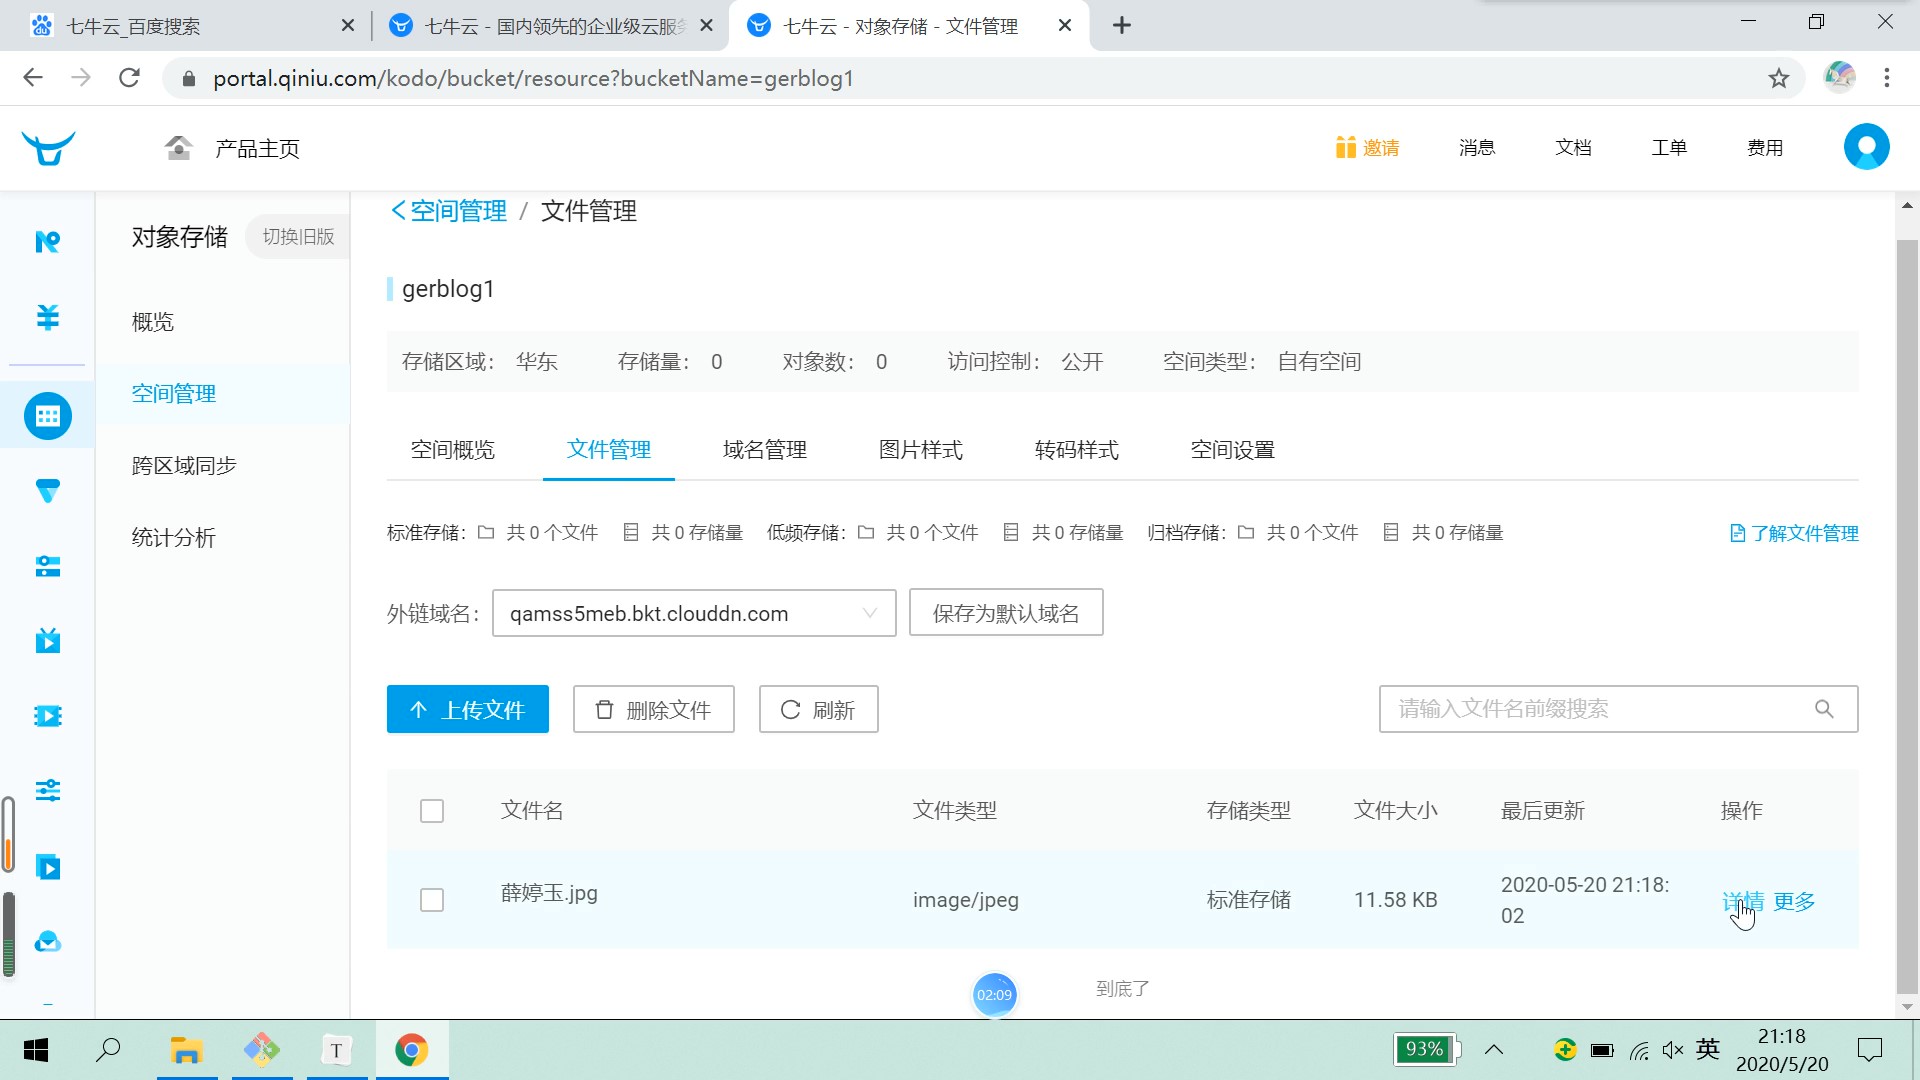 七牛云_百度搜索
七牛云 - 国内领先的企业级云服务
七牛云 - 对象存储 - 文件管理
portal.qiniu.com/kodo/bucket/resource?bucketName=gerblog1
产品主页
邀请
消息
文档
工单
费用
对象存储
切换旧版
概览
空间管理
跨区域同步
统计分析
空间管理 / 文件管理
gerblog1
存储区域： 华东 存储量： 0 对象数： 0 访问控制： 公开 空间类型： 自有空间
空间概览 文件管理 域名管理 图片样式 转码样式 空间设置
标准存储： 共 0 个文件 共 0 存储量 低频存储： 共 0 个文件 共 0 存储量 归档存储： 共 0 个文件 共 0 存储量
了解文件管理
外链域名： qamss5meb.bkt.clouddn.com 保存为默认域名
上传文件 删除文件 刷新 请输入文件名前缀搜索
文件名 文件类型 存储类型 文件大小 最后更新 操作
薛婷玉.jpg image/jpeg 标准存储 11.58 KB 2020-05-20 21:18:
02
详情 更多
02:09
到底了
T
93%
英
21:18
2020/5/20